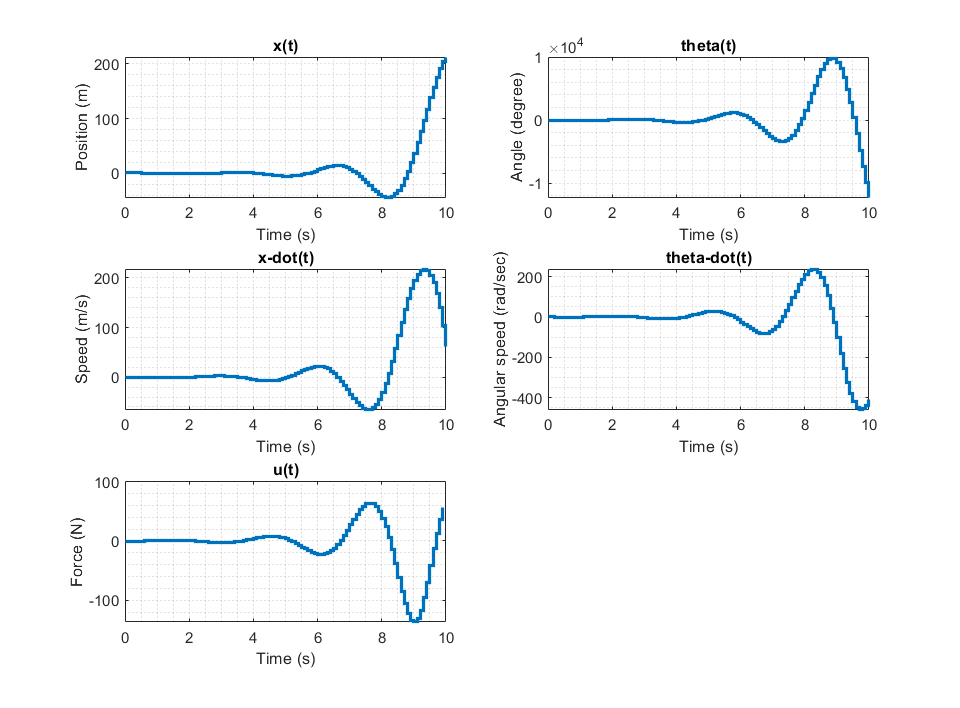 x(t)
Position (m)
200
100
0
0 2 4 6 8 10
Time (s)
theta(t)
×10⁴
Angle (degree)
1
0
-1
0 2 4 6 8 10
Time (s)
x-dot(t)
Speed (m/s)
200
100
0
0 2 4 6 8 10
Time (s)
theta-dot(t)
Angular speed (rad/sec)
200
0
-200
-400
0 2 4 6 8 10
Time (s)
u(t)
Force (N)
100
0
-100
0 2 4 6 8 10
Time (s)